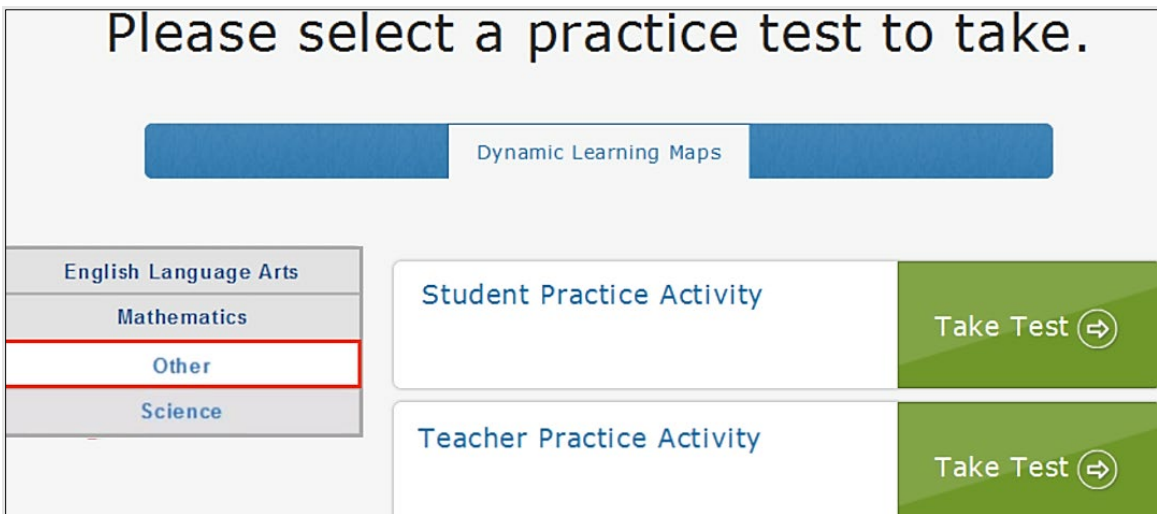 Please select a practice test to take.
Dynamic Learning Maps
English Language Arts
Mathematics
Other
Science
Student Practice Activity
Take Test
Teacher Practice Activity
Take Test